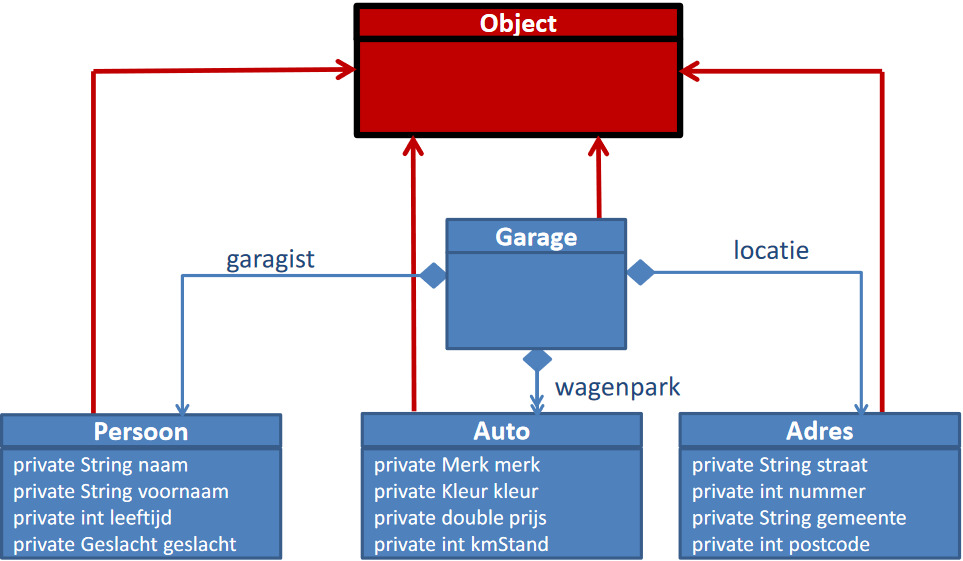 Object
Garage
garagist
locatie
wagenpark
Persoon
private String naam
private String voornaam
private int leeftijd
private Geslacht geslacht
Auto
private Merk merk
private Kleur kleur
private double prijs
private int kmStand
Adres
private String straat
private int nummer
private String gemeente
private int postcode